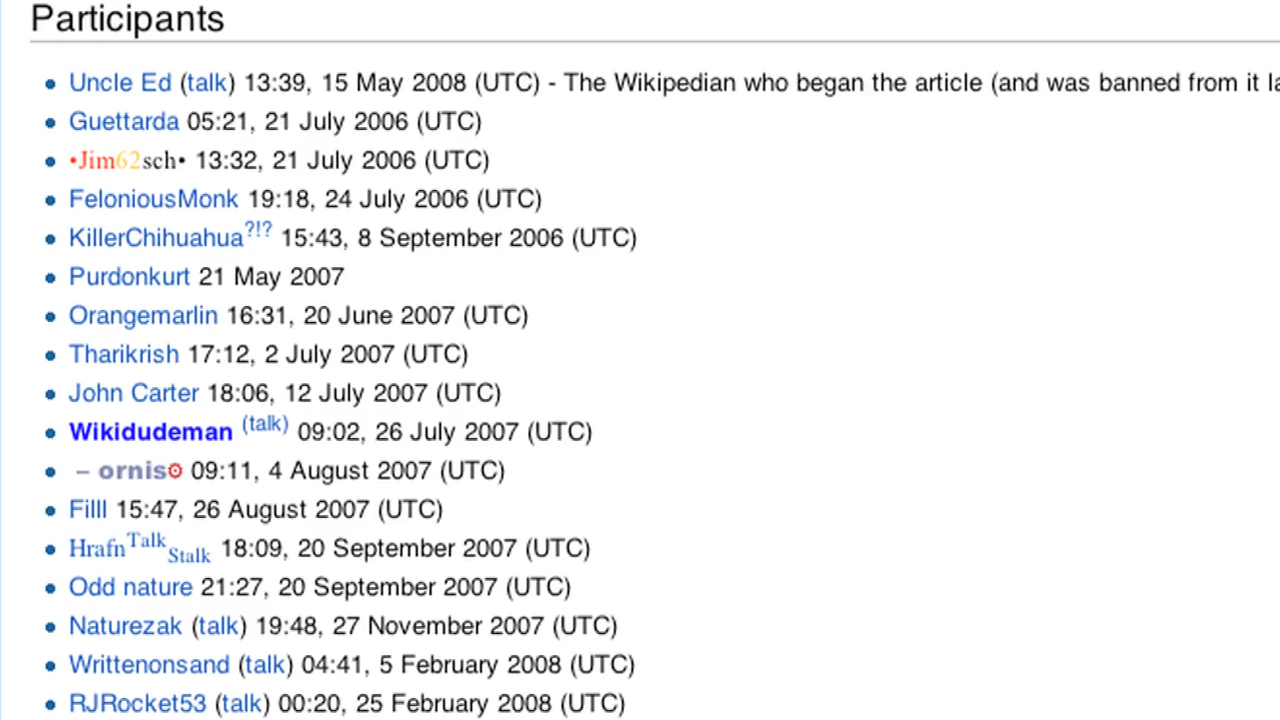 Participants
Uncle Ed (talk) 13:39, 15 May 2008 (UTC) - The Wikipedian who began the article (and was banned from it
Guettarda 05:21, 21 July 2006 (UTC)
•Jim62sch• 13:32, 21 July 2006 (UTC)
FeloniousMonk 19:18, 24 July 2006 (UTC)
KillerChihuahua?!? 15:43, 8 September 2006 (UTC)
Purdonkurt 21 May 2007
Orangemarlin 16:31, 20 June 2007 (UTC)
Tharikrish 17:12, 2 July 2007 (UTC)
John Carter 18:06, 12 July 2007 (UTC)
Wikidudeman (talk) 09:02, 26 July 2007 (UTC)
– ornis⚙ 09:11, 4 August 2007 (UTC)
Filll 15:47, 26 August 2007 (UTC)
HrafnTalkStalk 18:09, 20 September 2007 (UTC)
Odd nature 21:27, 20 September 2007 (UTC)
Naturezak (talk) 19:48, 27 November 2007 (UTC)
Writtenonsand (talk) 04:41, 5 February 2008 (UTC)
RJRocket53 (talk) 00:20, 25 February 2008 (UTC)